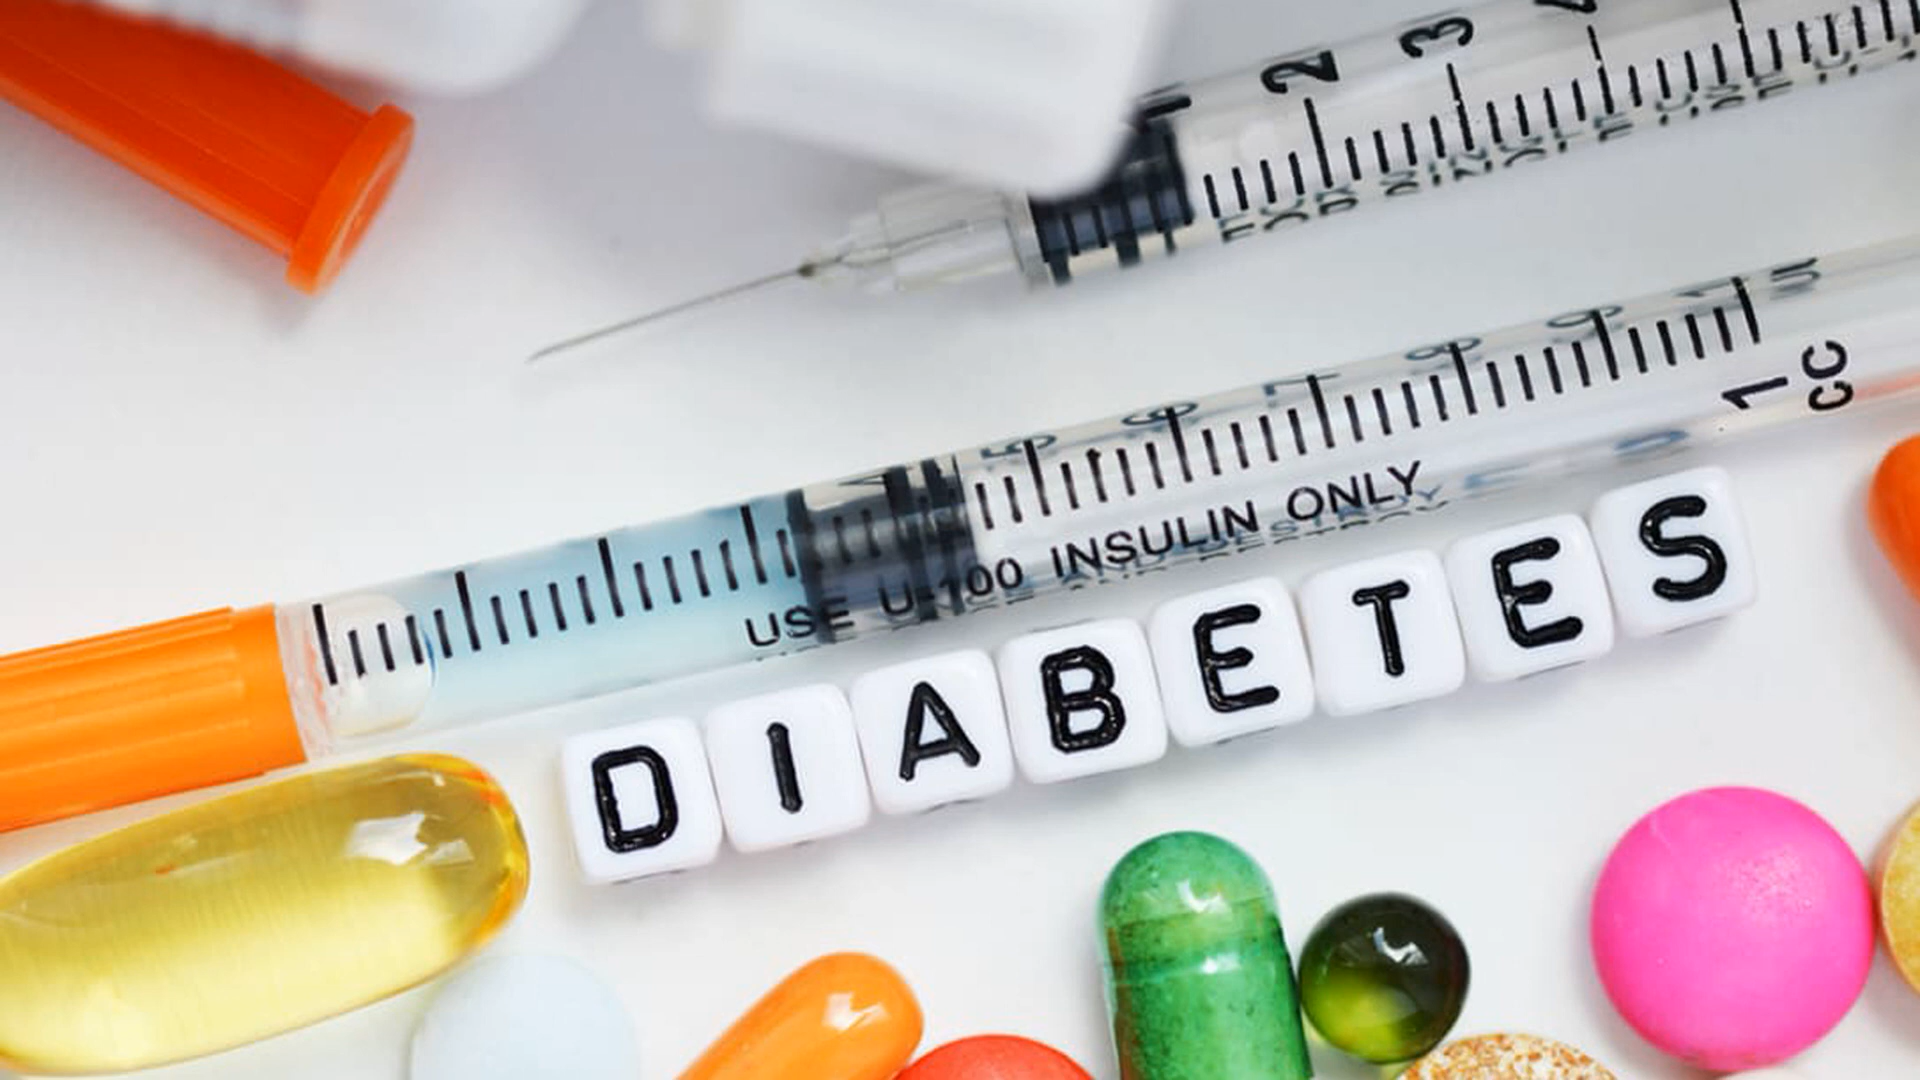 2 3
FOR SINGLE USE
5 6 7 8 9
1
cc
USE U-100 INSULIN ONLY
DIABETES